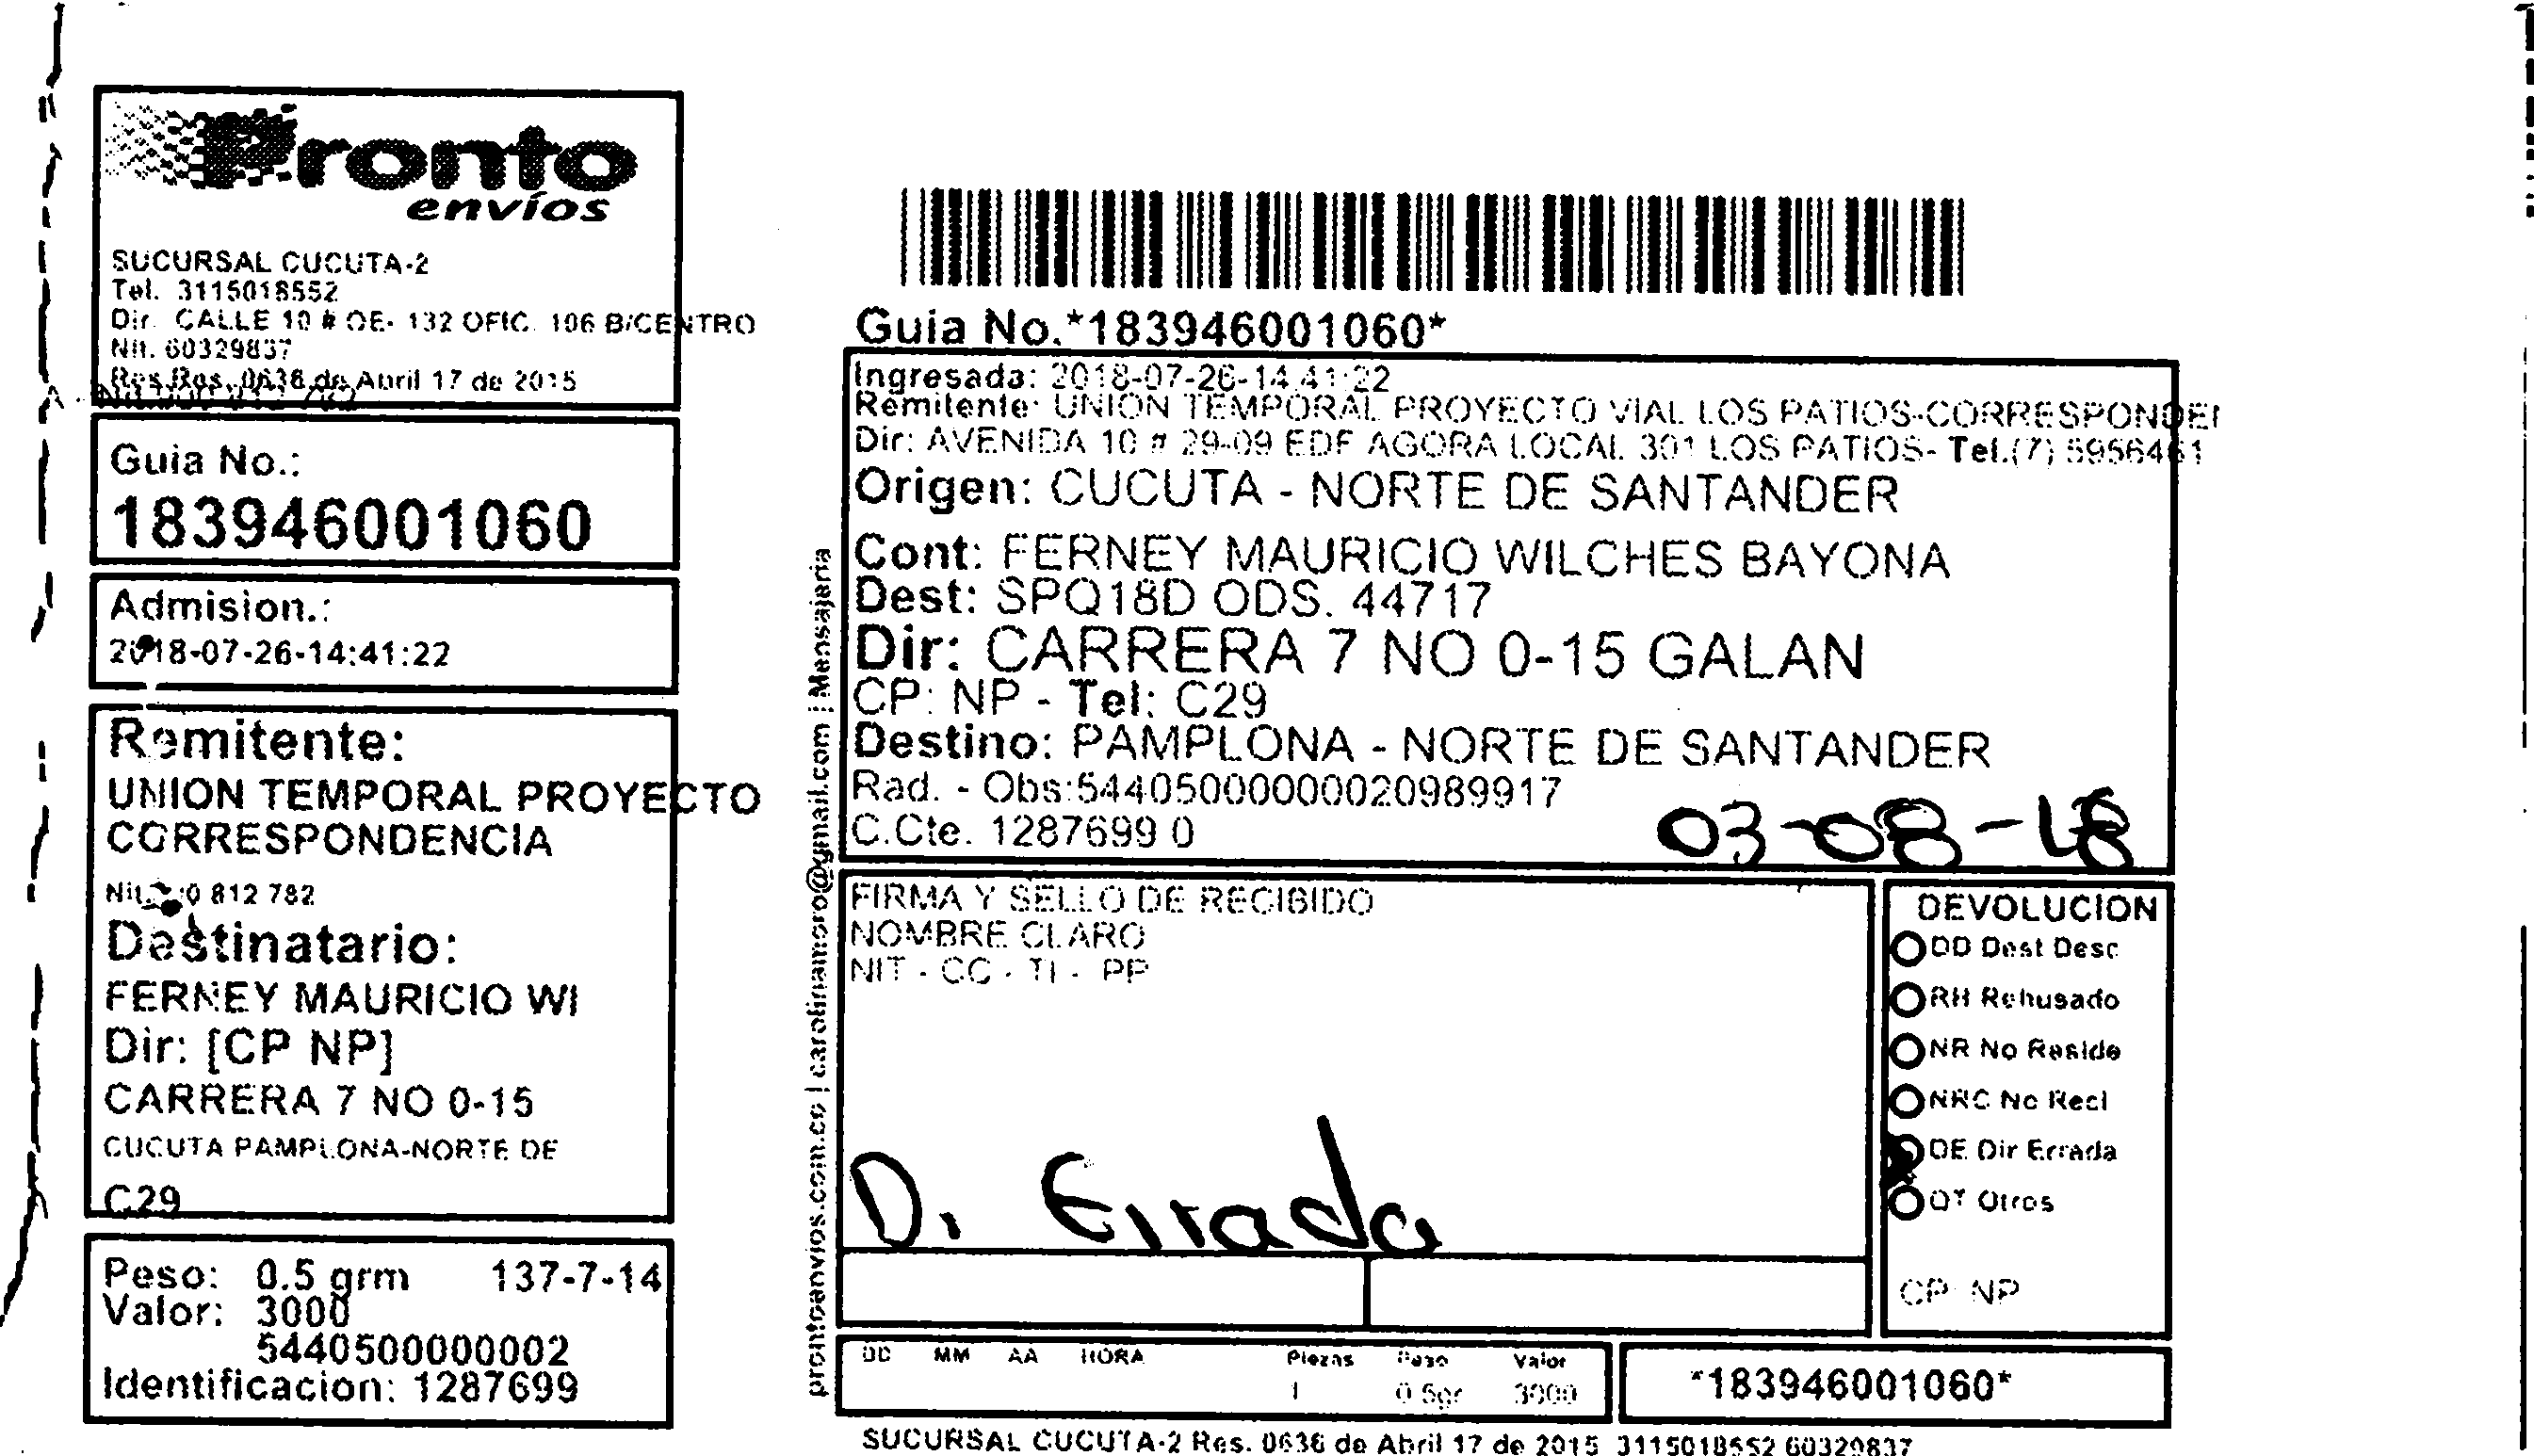 Pronto
envíos
SUCURSAL CUCUTA-2
Tel. 3115018552
Dir. CALLE 10 # OE- 132 OFIC. 106 B/CENTRO
Nit. 60329837
Res. 0636 de Abril 17 de 2015
Guia No.:
183946001060
Admision.:
2018-07-26-14:41:22
Remitente:
UNION TEMPORAL PROYECTO
CORRESPONDENCIA
Nit. 812 782
Destinatario:
FERNEY MAURICIO WI
Dir: [CP NP]
CARRERA 7 NO 0-15
CUCUTA PAMPLONA-NORTE DE
C29
Peso: 0.5 grm 137-7-14
Valor: 3000
5440500000002
Identificacion: 1287699
prontoenvios.com.co | carolinamoro@gmail.com | Mensajeria
Guia No.*183946001060*
Ingresada: 2018-07-26-14:41:22
Remitente: UNION TEMPORAL PROYECTO VIAL LOS PATIOS-CORRESPONDE
Dir: AVENIDA 10 # 29-09 EDF AGORA LOCAL 301 LOS PATIOS- Tel.(7) 5956461
Origen: CUCUTA - NORTE DE SANTANDER
Cont: FERNEY MAURICIO WILCHES BAYONA
Dest: SPQ18D ODS. 44717
Dir: CARRERA 7 NO 0-15 GALAN
CP: NP - Tel: C29
Destino: PAMPLONA - NORTE DE SANTANDER
Rad. - Obs:544050000000020989917
C.Cte. 1287699 0
03-08-18
FIRMA Y SELLO DE RECIBIDO
NOMBRE CLARO
NIT - CC - TI - PP
D. Errada
DEVOLUCION
DD Dest Desc
RH Rehusado
NR No Reside
NRC No Recl
DE Dir Errada
OT Otros
CP: NP
DD MM AA HORA Piezas Peso Valor
1 0.5gr 3000
*183946001060*
SUCURSAL CUCUTA-2 Res. 0636 de Abril 17 de 2015 3115018552 60329837